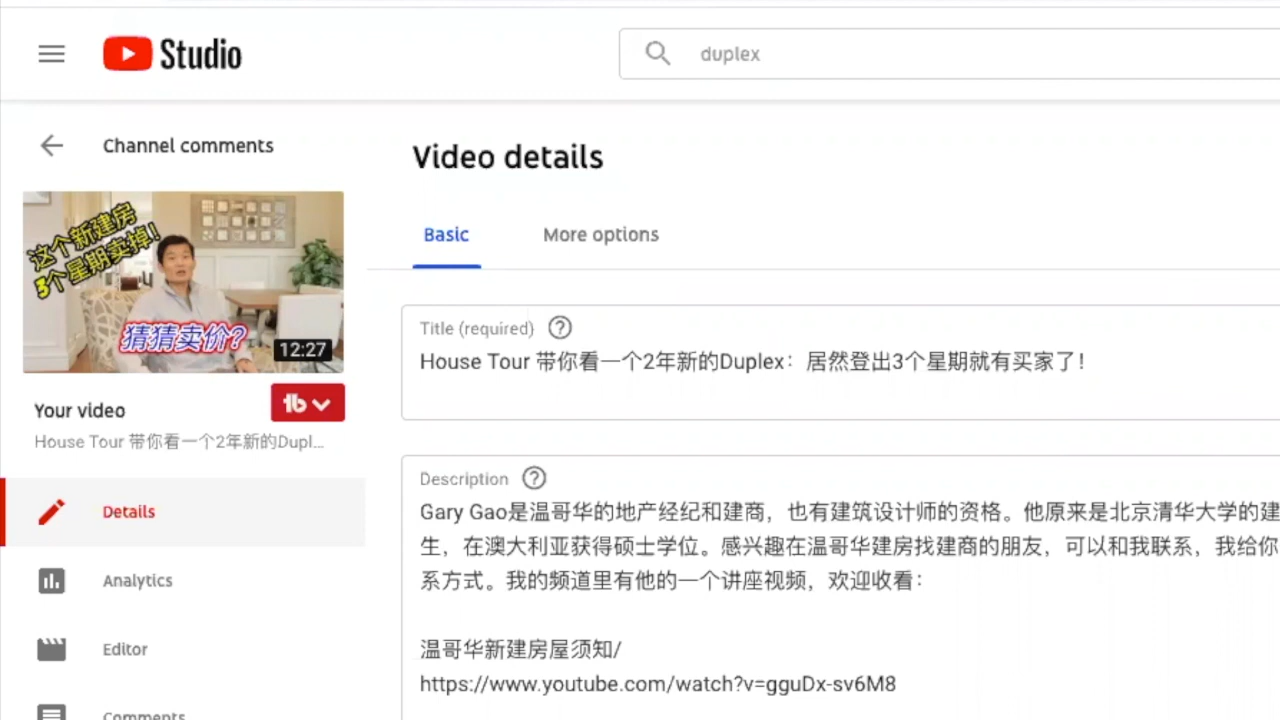 Studio
duplex
Channel comments
这个新建房
3个星期卖掉!
猜猜卖价?
12:27
Your video
House Tour 带你看一个2年新的Dupl...
Details
Analytics
Editor
Comments
Video details
Basic
More options
Title (required)
House Tour 带你看一个2年新的Duplex：居然登出3个星期就有买家了！
Description
Gary Gao是温哥华的地产经纪和建商，也有建筑设计师的资格。他原来是北京清华大学的建
生，在澳大利亚获得硕士学位。感兴趣在温哥华建房找建商的朋友，可以和我联系，我给你
系方式。我的频道里有他的一个讲座视频，欢迎收看：
温哥华新建房屋须知/
https://www.youtube.com/watch?v=gguDx-sv6M8